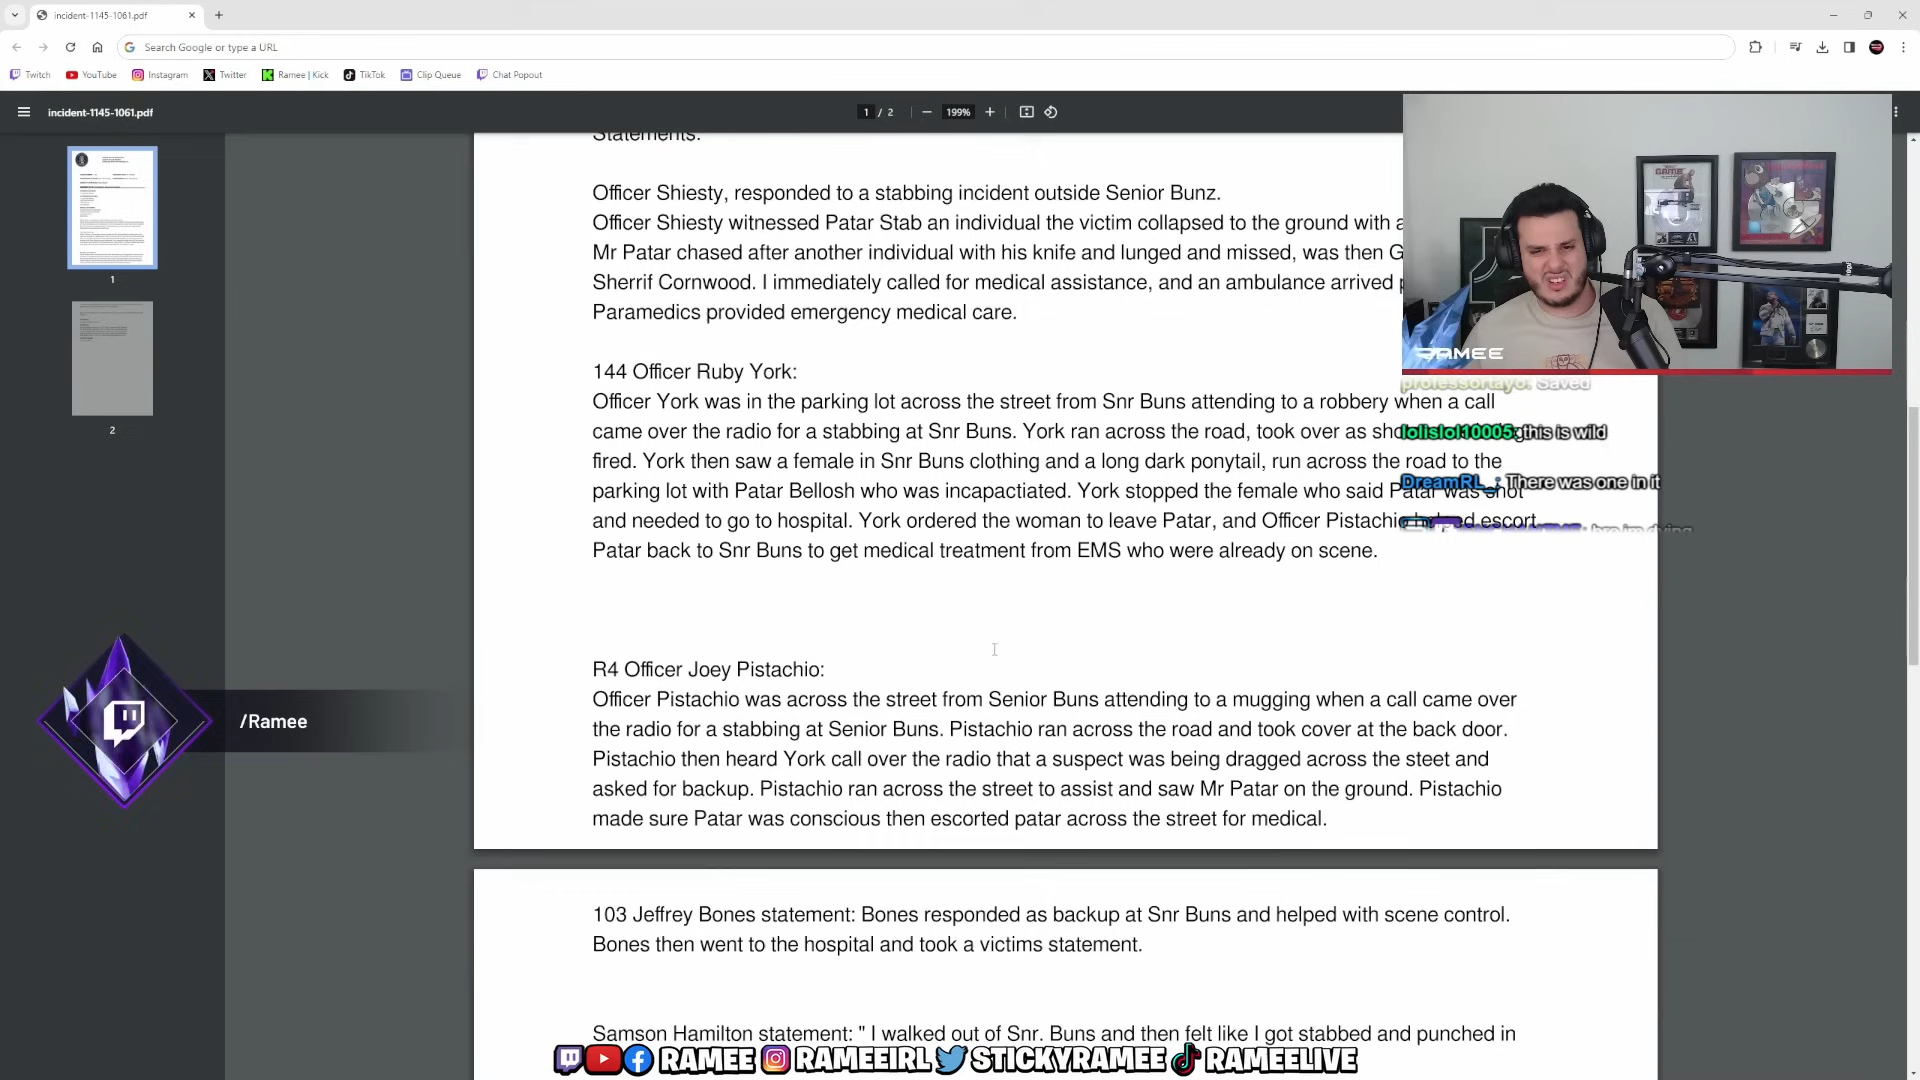 incident-1145-1061.pdf
Search Google or type a URL
Twitch YouTube Instagram Twitter Ramee | Kick TikTok Clip Queue Chat Popout
incident-1145-1061.pdf
1 / 2
199%
1
2
Statements:
Officer Shiesty, responded to a stabbing incident outside Senior Bunz.
Officer Shiesty witnessed Patar Stab an individual the victim collapsed to the ground with
Mr Patar chased after another individual with his knife and lunged and missed, was then
Sherrif Cornwood. I immediately called for medical assistance, and an ambulance arrived
Paramedics provided emergency medical care.
144 Officer Ruby York:
Officer York was in the parking lot across the street from Snr Buns attending to a robbery when a call
came over the radio for a stabbing at Snr Buns. York ran across the road, took over as
fired. York then saw a female in Snr Buns clothing and a long dark ponytail, run across the road to the
parking lot with Patar Bellosh who was incapactiated. York stopped the female who said Patar was shot
and needed to go to hospital. York ordered the woman to leave Patar, and Officer Pistachio helped escort
Patar back to Snr Buns to get medical treatment from EMS who were already on scene.
R4 Officer Joey Pistachio:
Officer Pistachio was across the street from Senior Buns attending to a mugging when a call came over
the radio for a stabbing at Senior Buns. Pistachio ran across the road and took cover at the back door.
Pistachio then heard York call over the radio that a suspect was being dragged across the steet and
asked for backup. Pistachio ran across the street to assist and saw Mr Patar on the ground. Pistachio
made sure Patar was conscious then escorted patar across the street for medical.
103 Jeffrey Bones statement: Bones responded as backup at Snr Buns and helped with scene control.
Bones then went to the hospital and took a victims statement.
Samson Hamilton statement: " I walked out of Snr. Buns and then felt like I got stabbed and punched in
RAMEE
professortayo: Saved
lolislol10005: this is wild
DreamRL_: There was one in it
/Ramee
RAMEE RAMEEIRL STICKYRAMEE RAMEELIVE